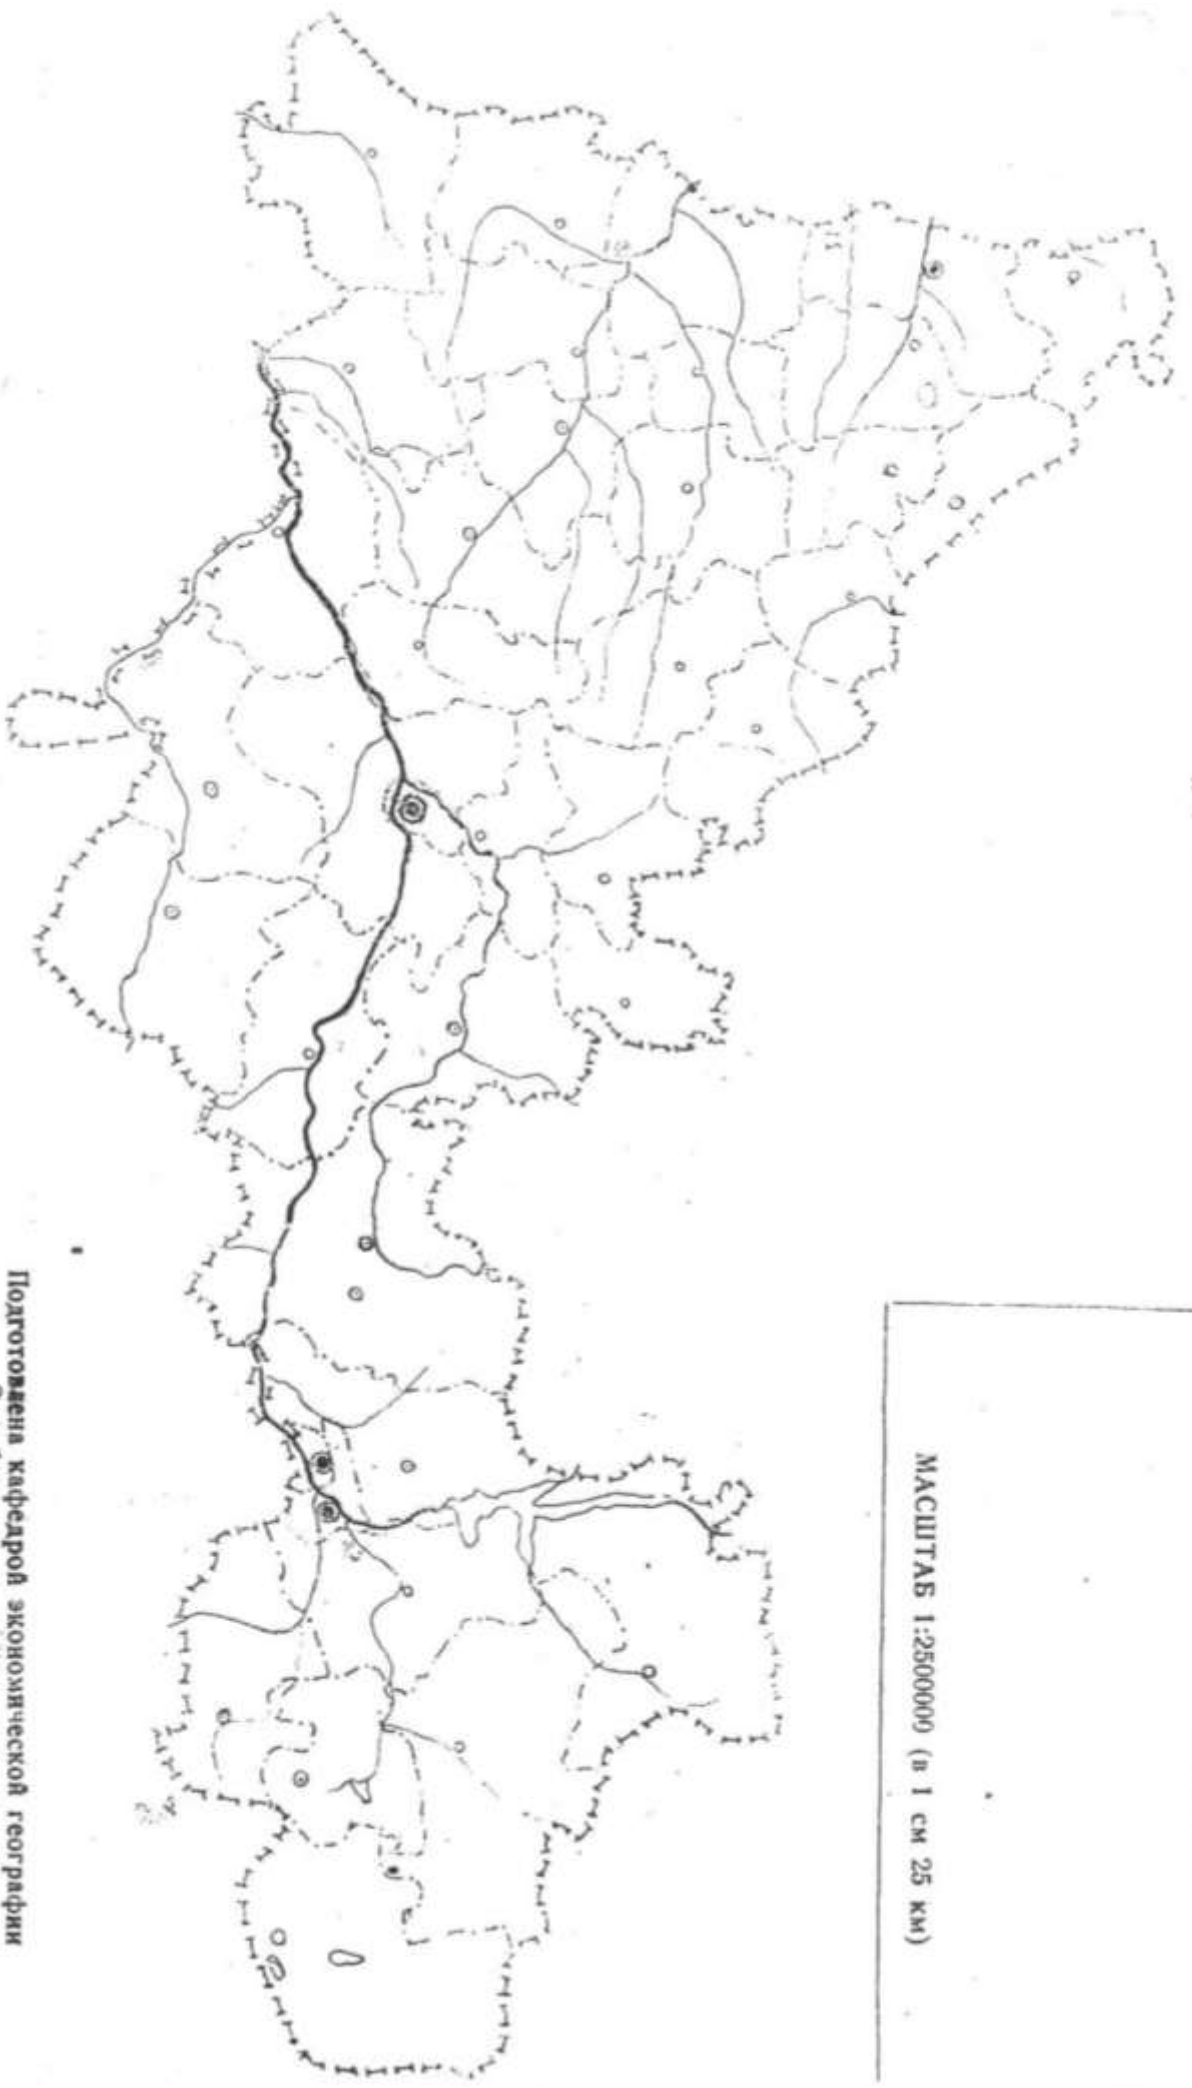 МАСШТАБ 1:2500000 (в 1 см 25 км)
Подготовлена кафедрой экономической географии